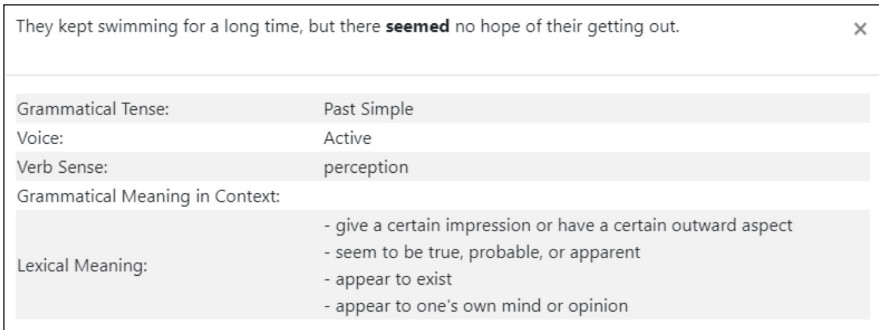 They kept swimming for a long time, but there seemed no hope of their getting out.
×
Grammatical Tense: Past Simple
Voice: Active
Verb Sense: perception
Grammatical Meaning in Context:
Lexical Meaning:
- give a certain impression or have a certain outward aspect
- seem to be true, probable, or apparent
- appear to exist
- appear to one's own mind or opinion